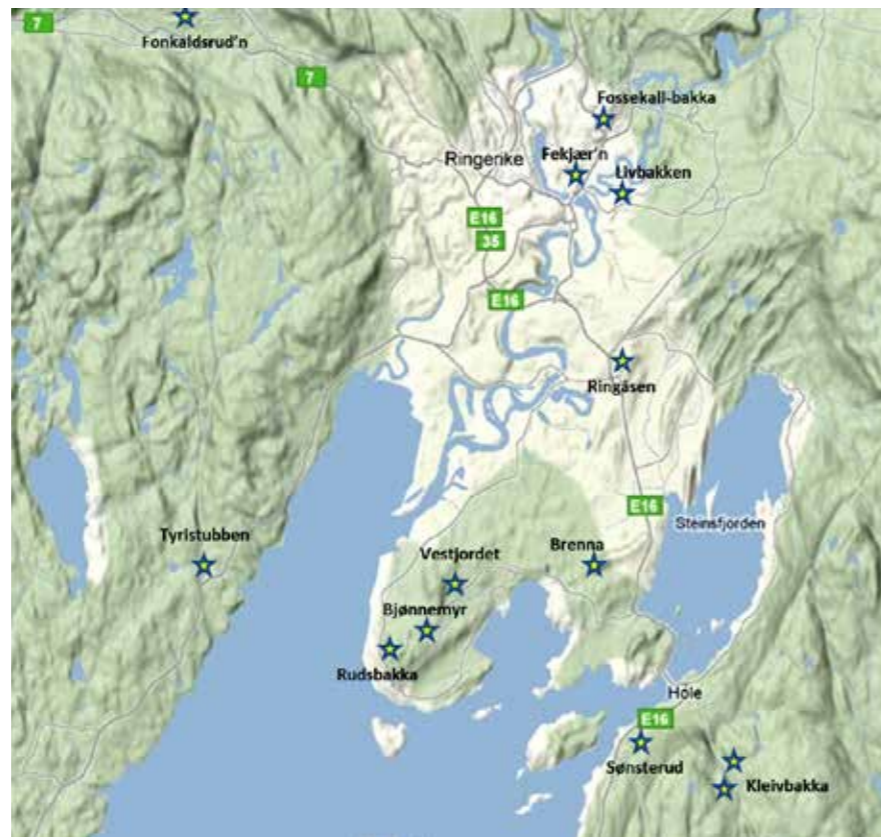 7
Fonkaldsrud'n
7
Fossekall-bakka
Ringerike
Fekjær'n
Livbakken
E16
35
E16
Ringåsen
E16
Steinsfjorden
Tyristubben
Vestjordet
Brenna
Bjønnemyr
Rudsbakka
Hole
E16
Sønsterud
Kleivbakka